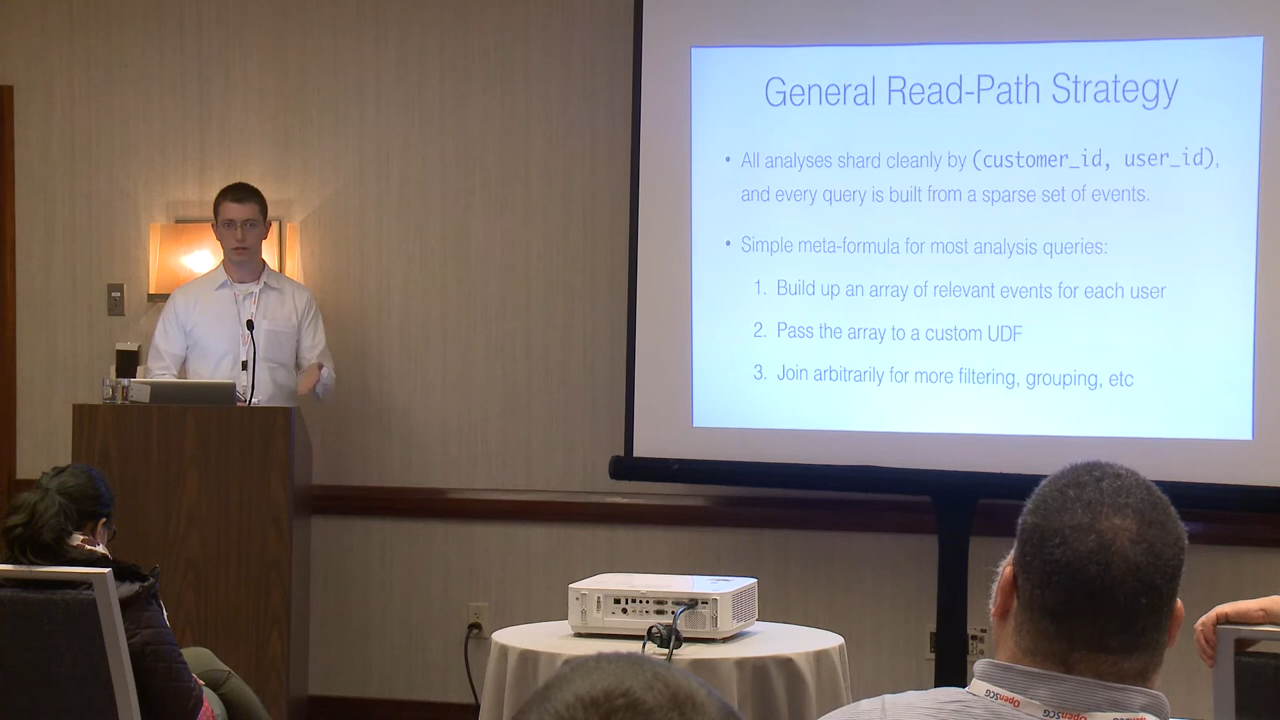 General Read-Path Strategy
• All analyses shard cleanly by (customer_id, user_id),
and every query is built from a sparse set of events.
• Simple meta-formula for most analysis queries:
1. Build up an array of relevant events for each user
2. Pass the array to a custom UDF
3. Join arbitrarily for more filtering, grouping, etc
OpenSCG
OpenSCG